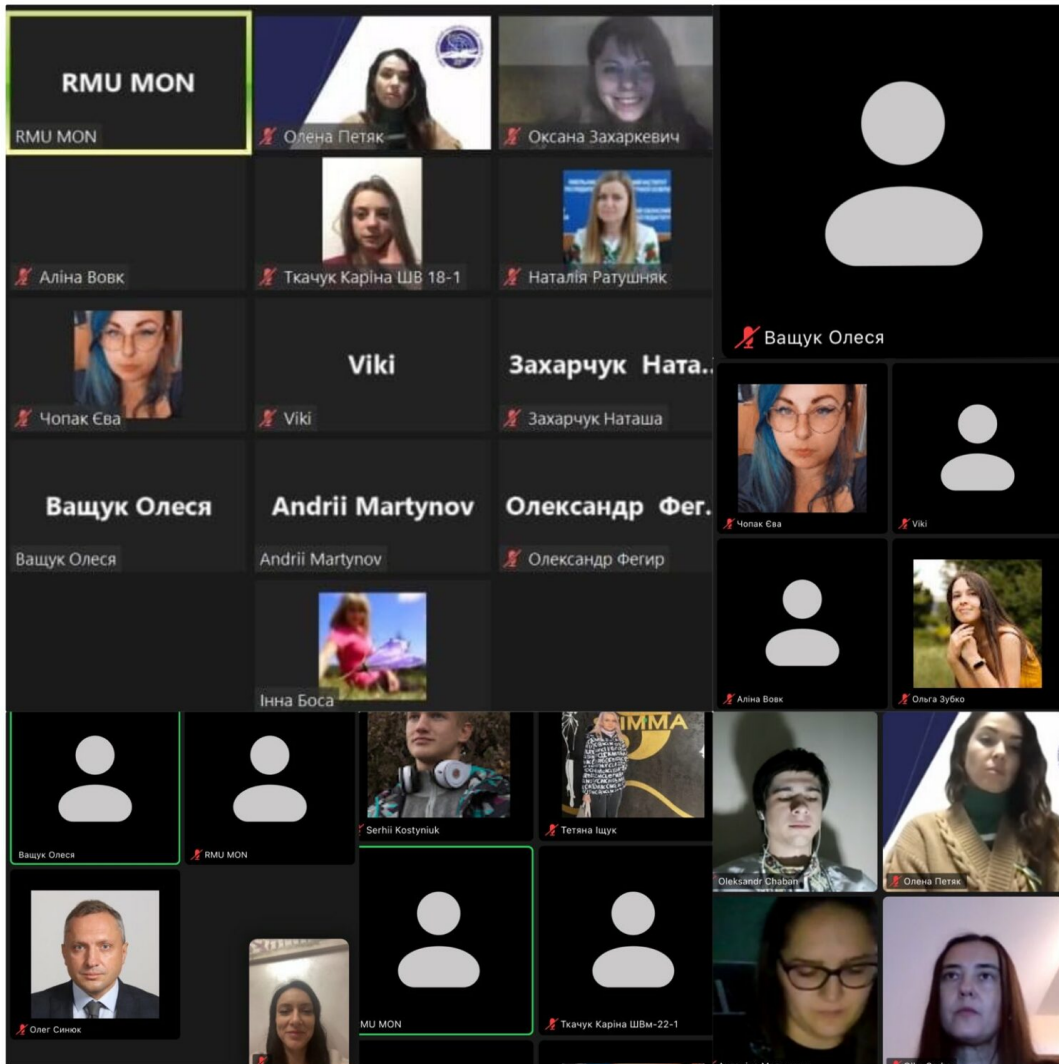 RMU MON
RMU MON
Олена Петяк
Оксана Захаркевич
Аліна Вовк
Ткачук Каріна ШВ 18-1
Наталія Ратушняк
Чопак Єва
Viki
Viki
Захарчук Ната..
Захарчук Наташа
Ващук Олеся
Ващук Олеся
Andrii Martynov
Andrii Martynov
Олександр Фег.
Олександр Фегир
Інна Боса
Ващук Олеся
Чопак Єва
Viki
Аліна Вовк
Ольга Зубко
Ващук Олеся
RMU MON
Олег Синюк
Serhii Kostyniuk
ІММА
Тетяна Іщук
MU MON
Ткачук Каріна ШВм-22-1
Oleksandr Chaban
Олена Петяк